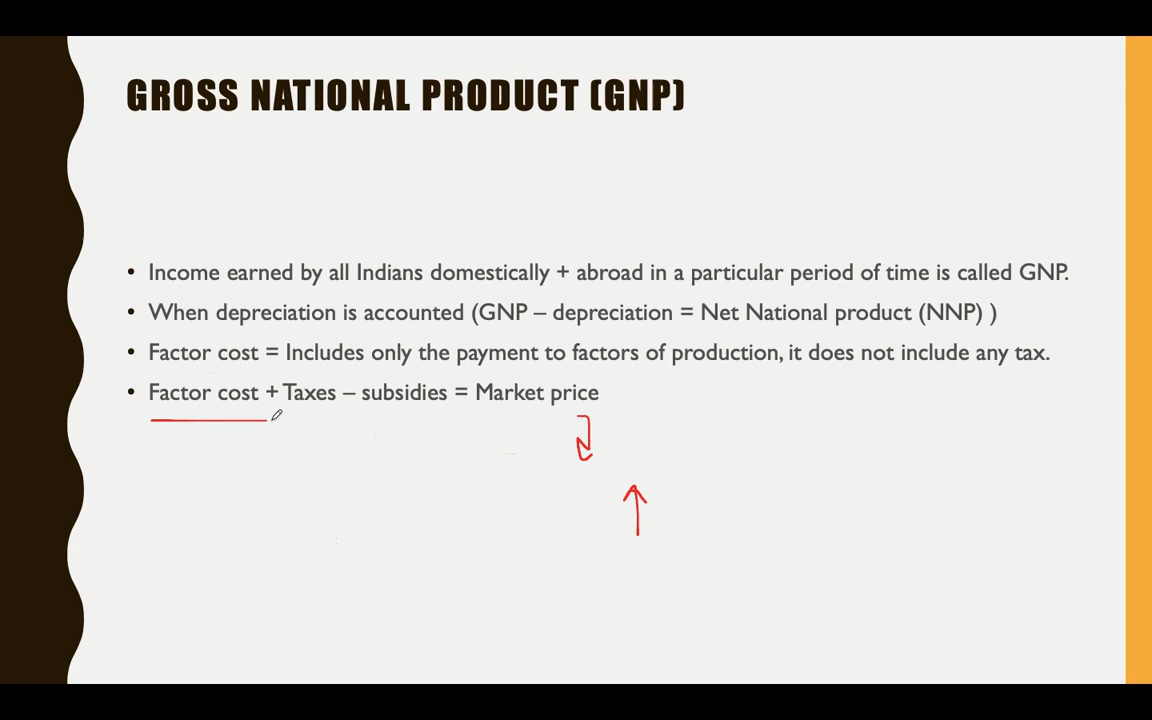 GROSS NATIONAL PRODUCT (GNP)
• Income earned by all Indians domestically + abroad in a particular period of time is called GNP.
• When depreciation is accounted (GNP – depreciation = Net National product (NNP) )
• Factor cost = Includes only the payment to factors of production, it does not include any tax.
• Factor cost + Taxes – subsidies = Market price